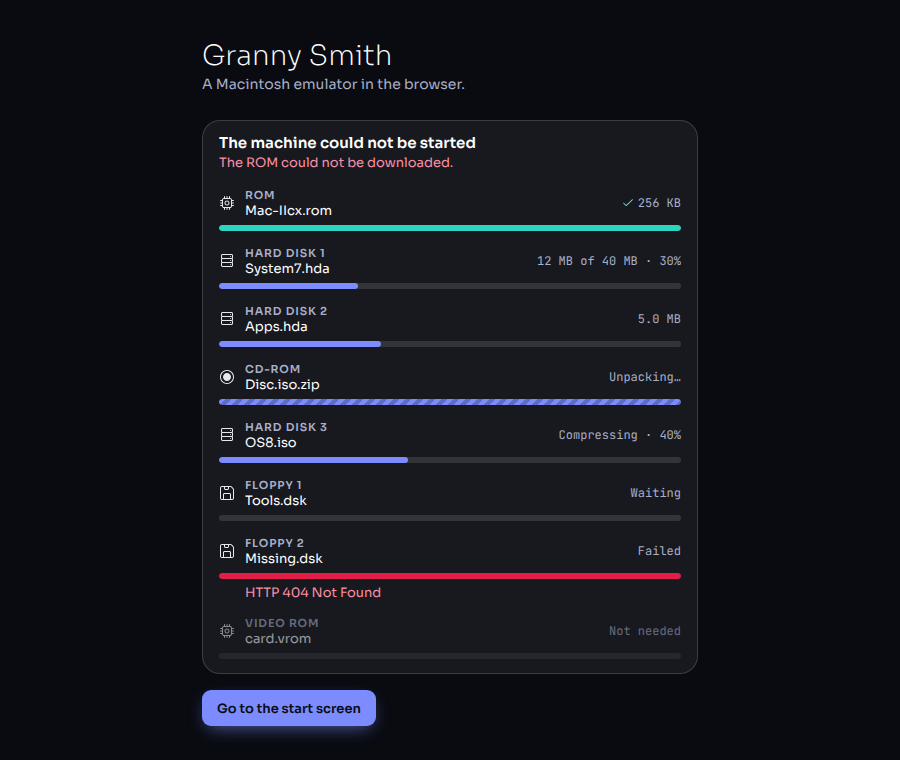 Granny Smith
A Macintosh emulator in the browser.
The machine could not be started
The ROM could not be downloaded.
ROM
Mac-IIcx.rom
✓ 256 KB
HARD DISK 1
System7.hda
12 MB of 40 MB · 30%
HARD DISK 2
Apps.hda
5.0 MB
CD-ROM
Disc.iso.zip
Unpacking…
HARD DISK 3
OS8.iso
Compressing · 40%
FLOPPY 1
Tools.dsk
Waiting
FLOPPY 2
Missing.dsk
Failed
HTTP 404 Not Found
VIDEO ROM
card.vrom
Not needed
Go to the start screen